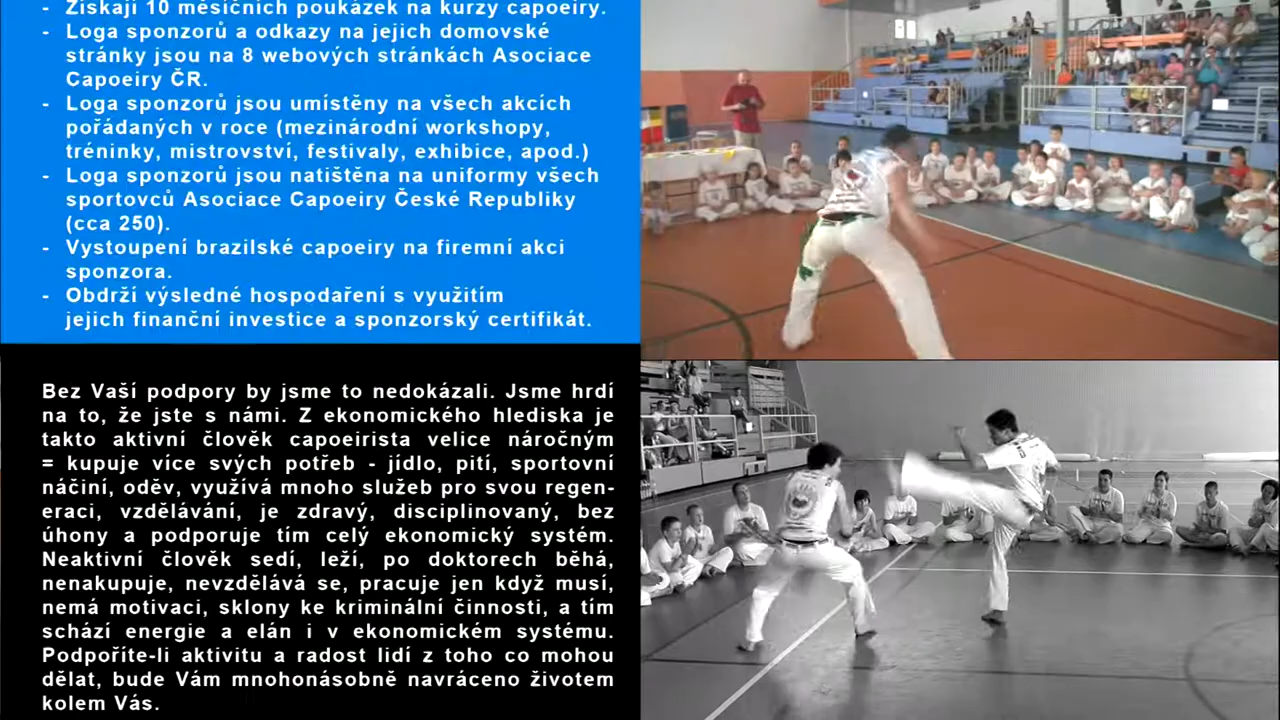 - Získají 10 měsíčních poukázek na kurzy capoeiry.
- Loga sponzorů a odkazy na jejich domovské
stránky jsou na 8 webových stránkách Asociace
Capoeiry ČR.
- Loga sponzorů jsou umístěny na všech akcích
pořádaných v roce (mezinárodní workshopy,
tréninky, mistrovství, festivaly, exhibice, apod.)
- Loga sponzorů jsou natištěna na uniformy všech
sportovců Asociace Capoeiry České Republiky
(cca 250).
- Vystoupení brazilské capoeiry na firemní akci
sponzora.
- Obdrží výsledné hospodaření s využitím
jejich finanční investice a sponzorský certifikát.
Bez Vaší podpory by jsme to nedokázali. Jsme hrdí
na to, že jste s námi. Z ekonomického hlediska je
takto aktivní člověk capoeirista velice náročným
= kupuje více svých potřeb - jídlo, pití, sportovní
náčiní, oděv, využívá mnoho služeb pro svou regen-
eraci, vzdělávání, je zdravý, disciplinovaný, bez
úhony a podporuje tím celý ekonomický systém.
Neaktivní člověk sedí, leží, po doktorech běhá,
nenakupuje, nevzdělává se, pracuje jen když musí,
nemá motivaci, sklony ke kriminální činnosti, a tím
schází energie a elán i v ekonomickém systému.
Podpoříte-li aktivitu a radost lidí z toho co mohou
dělat, bude Vám mnohonásobně navráceno životem
kolem Vás.